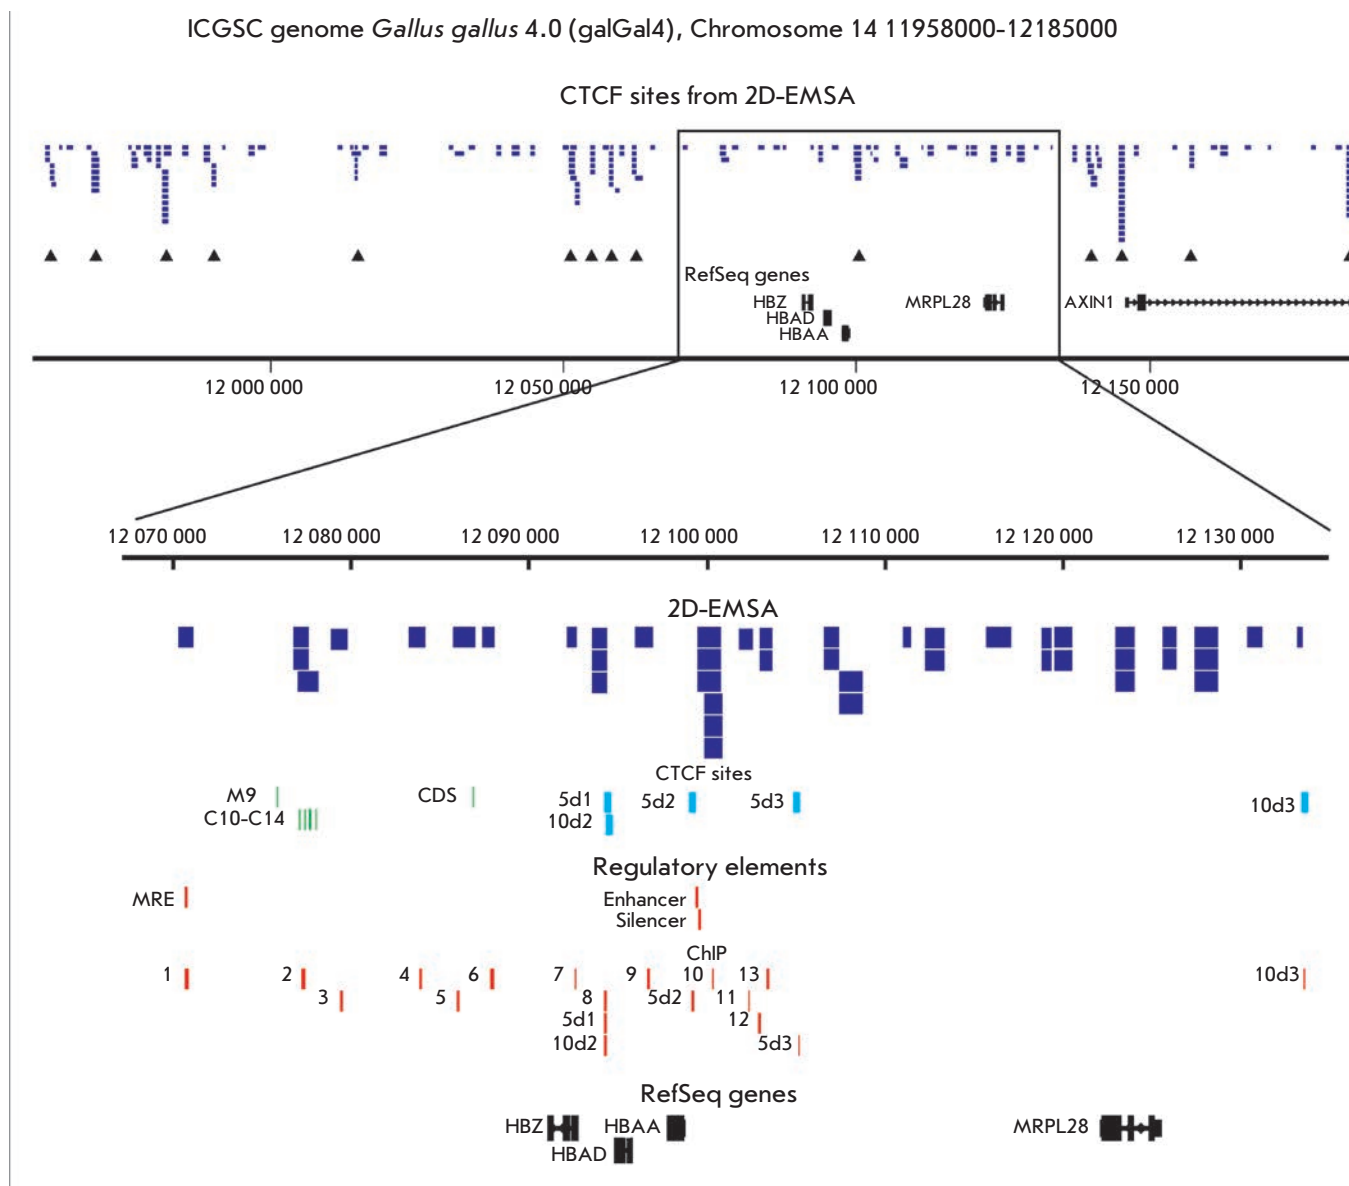 ICGSC genome Gallus gallus 4.0 (galGal4), Chromosome 14 11958000-12185000
CTCF sites from 2D-EMSA
RefSeq genes
HBZ MRPL28 AXIN1
HBAD
HBAA
12 000 000 12 050 000 12 100 000 12 150 000
12 070 000 12 080 000 12 090 000 12 100 000 12 110 000 12 120 000 12 130 000
2D-EMSA
CTCF sites
M9 CDS 5d1 5d2 5d3 10d3
C10-C14 10d2
Regulatory elements
MRE Enhancer
Silencer
ChIP
1 2 4 6 7 9 10 13 10d3
3 5 8 5d2 11
5d1 12
10d2 5d3
RefSeq genes
HBZ HBAA MRPL28
HBAD